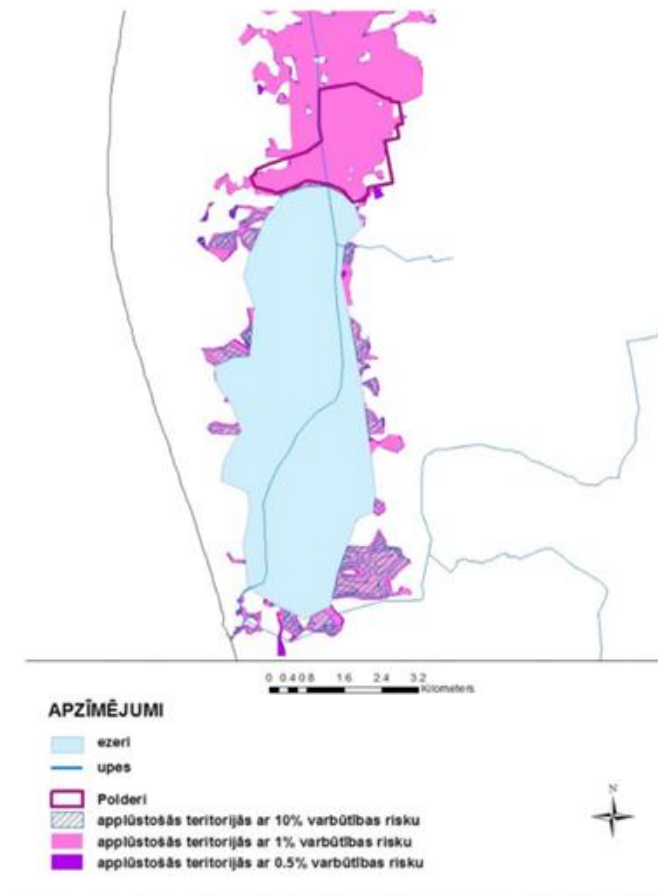 0 0.4 0.8 1.6 2.4 3.2
Kilometers
APZĪMĒJUMI
ezeri
upes
Polderi
N
applūstošās teritorijās ar 10% varbūtības risku
applūstošās teritorijās ar 1% varbūtības risku
applūstošās teritorijās ar 0.5% varbūtības risku